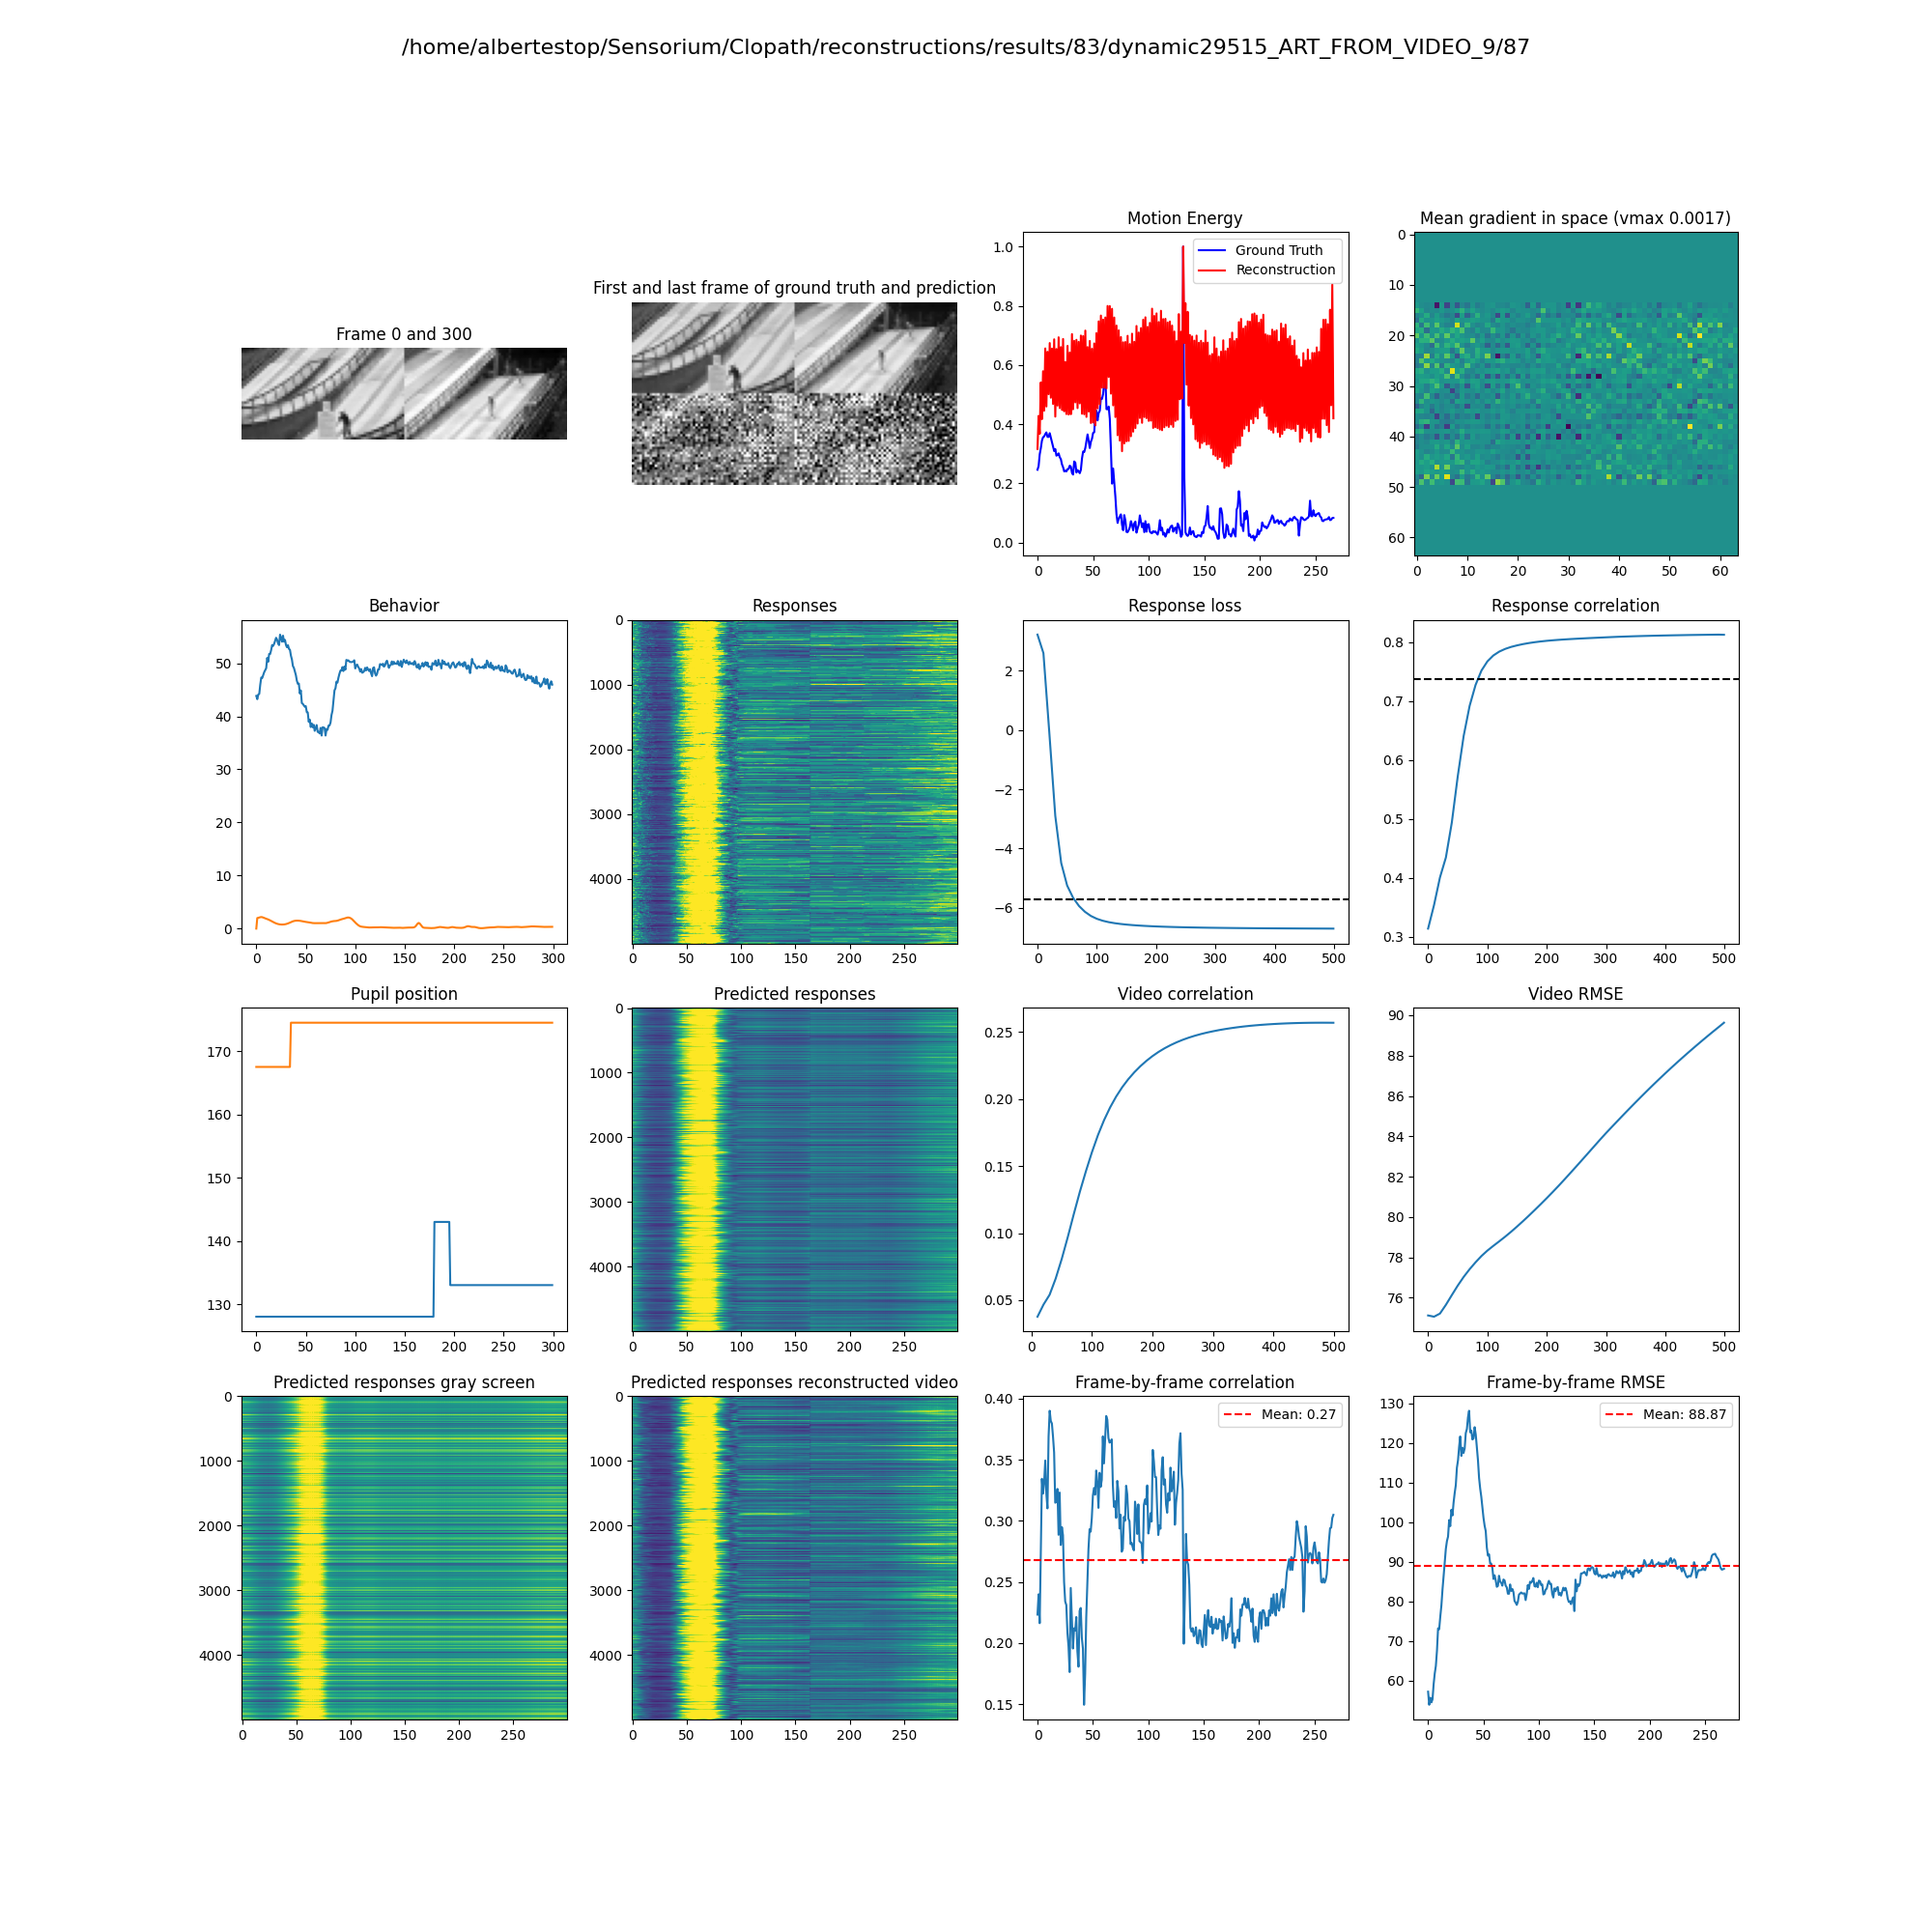 /home/albertestop/Sensorium/Clopath/reconstructions/results/83/dynamic29515_ART_FROM_VIDEO_9/87
Frame 0 and 300
First and last frame of ground truth and prediction
Motion Energy
Ground Truth
Reconstruction
1.0
0.8
0.6
0.4
0.2
0.0
0 50 100 150 200 250
Mean gradient in space (vmax 0.0017)
0
10
20
30
40
50
60
0 10 20 30 40 50 60
Behavior
50
40
30
20
10
0
0 50 100 150 200 250 300
Responses
0
1000
2000
3000
4000
0 50 100 150 200 250
Response loss
2
0
−2
−4
−6
0 100 200 300 400 500
Response correlation
0.8
0.7
0.6
0.5
0.4
0.3
0 100 200 300 400 500
Pupil position
170
160
150
140
130
0 50 100 150 200 250 300
Predicted responses
0
1000
2000
3000
4000
0 50 100 150 200 250
Video correlation
0.25
0.20
0.15
0.10
0.05
0 100 200 300 400 500
Video RMSE
90
88
86
84
82
80
78
76
0 100 200 300 400 500
Predicted responses gray screen
0
1000
2000
3000
4000
0 50 100 150 200 250
Predicted responses reconstructed video
0
1000
2000
3000
4000
0 50 100 150 200 250
Frame-by-frame correlation
Mean: 0.27
0.40
0.35
0.30
0.25
0.20
0.15
0 50 100 150 200 250
Frame-by-frame RMSE
Mean: 88.87
130
120
110
100
90
80
70
60
0 50 100 150 200 250